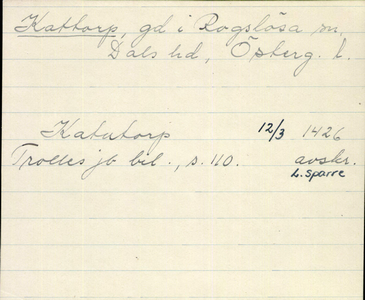 Kattorp, gd i Rogslösa sn,
Dals hd, Österg. l.
Katatorp 12/3 1426
Trolles jb bil., s. 110. avskr.
L. Sparre